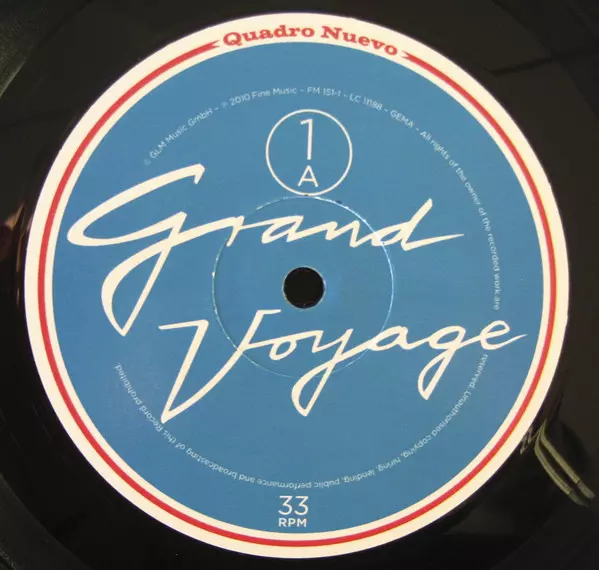 Quadro Nuevo
© GLM Music GmbH – ℗ 2010 Fine Music – FM 151-1 – LC 11188 – GEMA – All rights of the owner of the recorded work are reserved. Unauthorised copying, hiring, lending, public performance and broadcasting of this Record prohibited.
1
A
Grand
Voyage
33
RPM